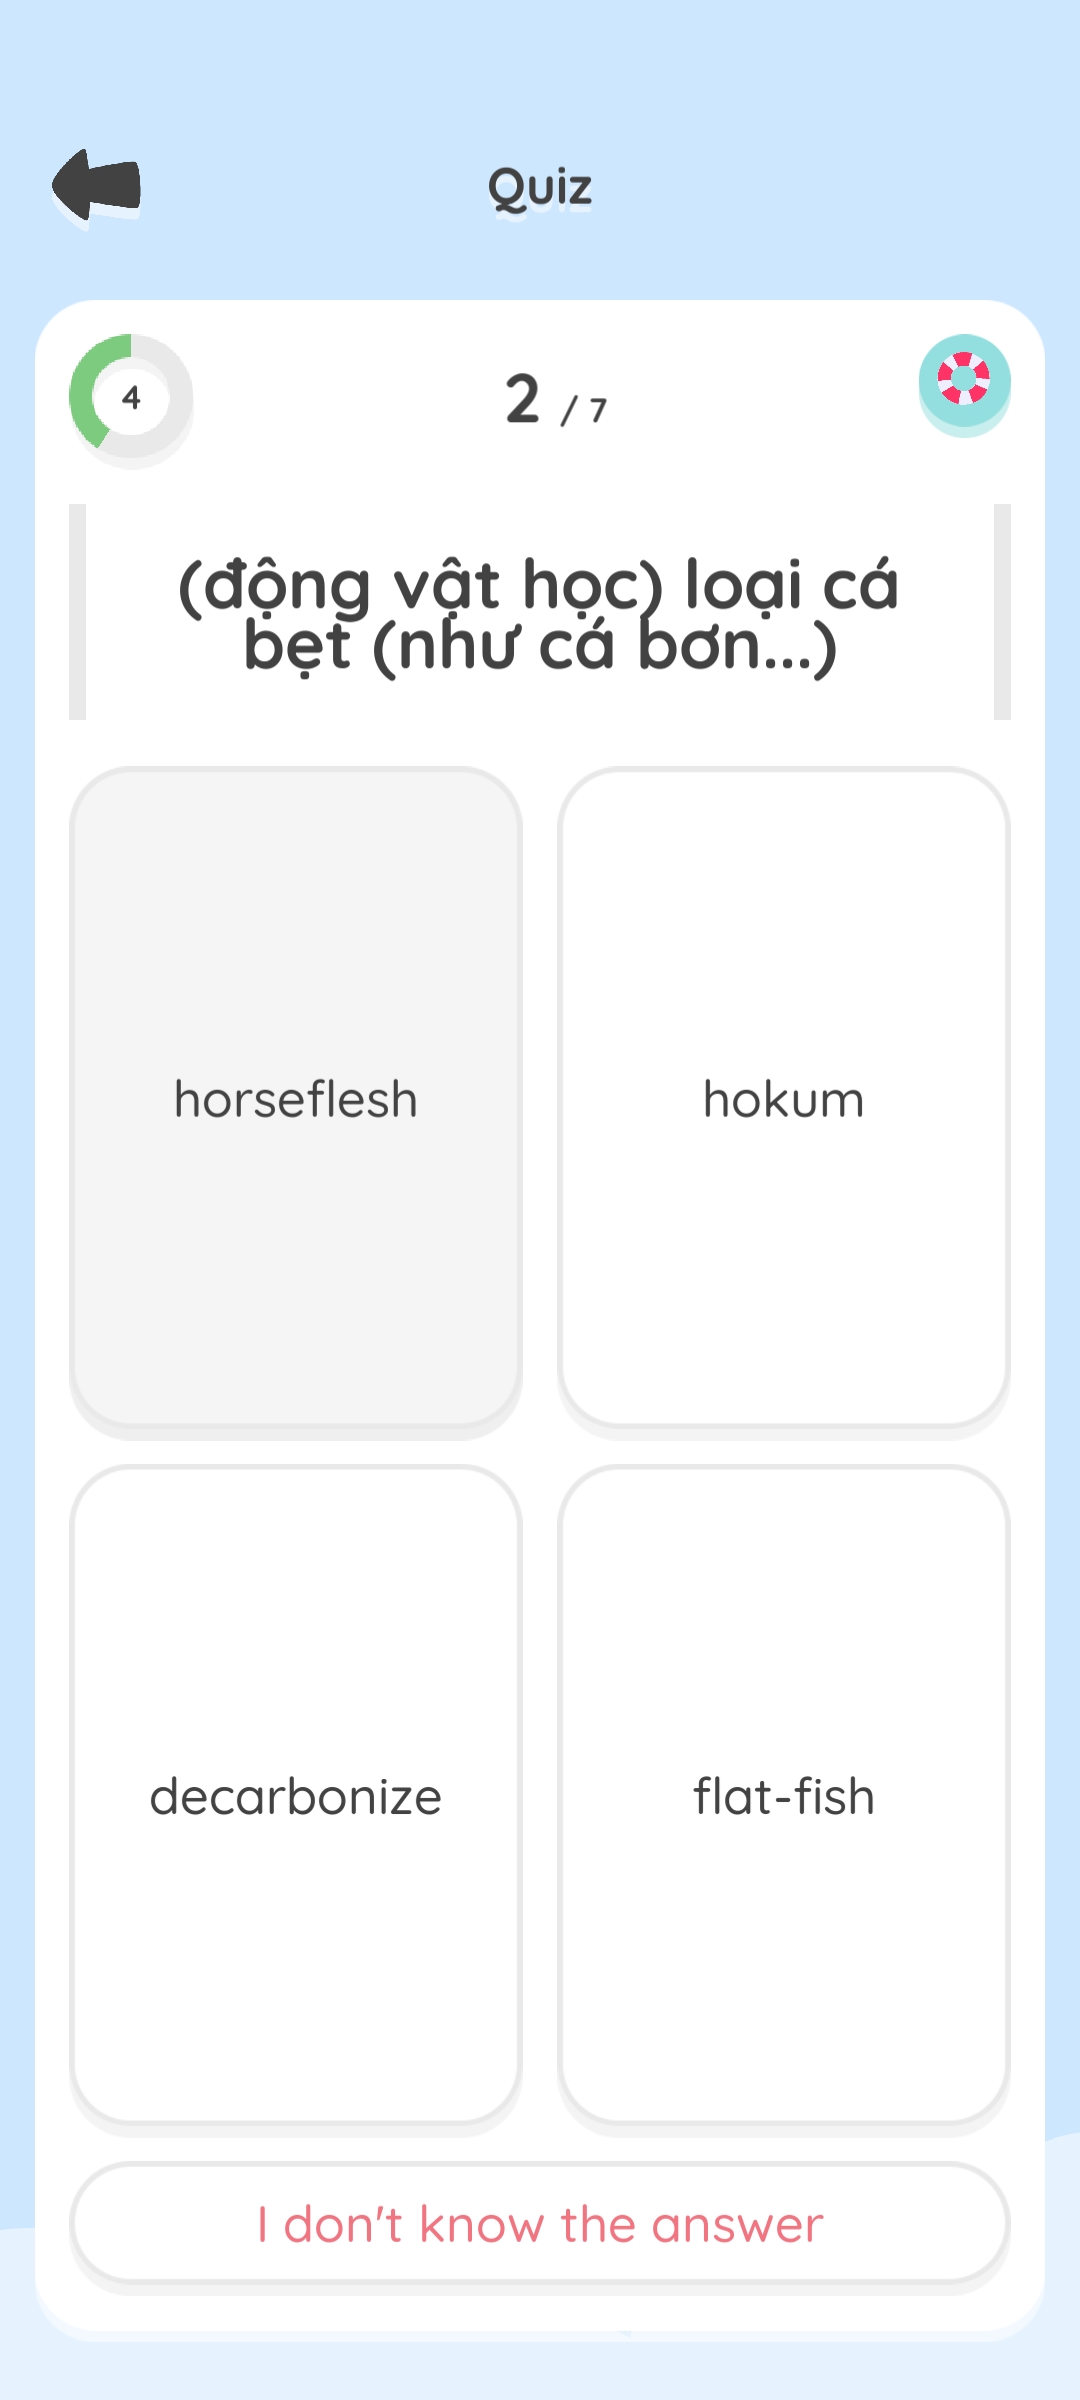 Quiz
4
2 / 7
(động vật học) loại cá
bẹt (như cá bơn...)
horseflesh
hokum
decarbonize
flat-fish
I don't know the answer